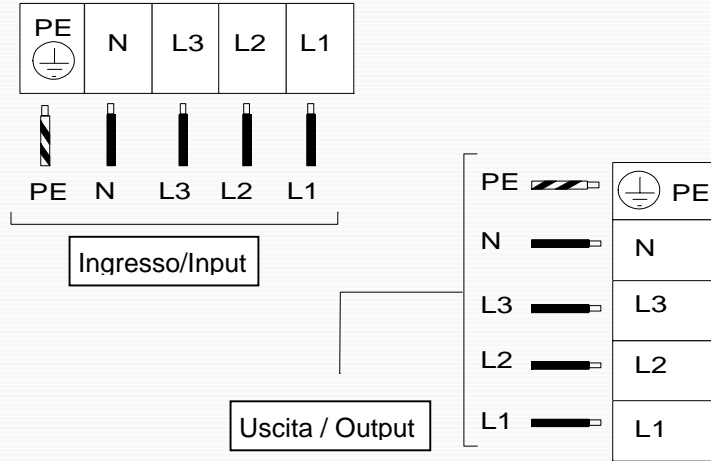 PE N L3 L2 L1
PE N L3 L2 L1
Ingresso/Input
PE PE
N N
L3 L3
L2 L2
L1 L1
Uscita / Output